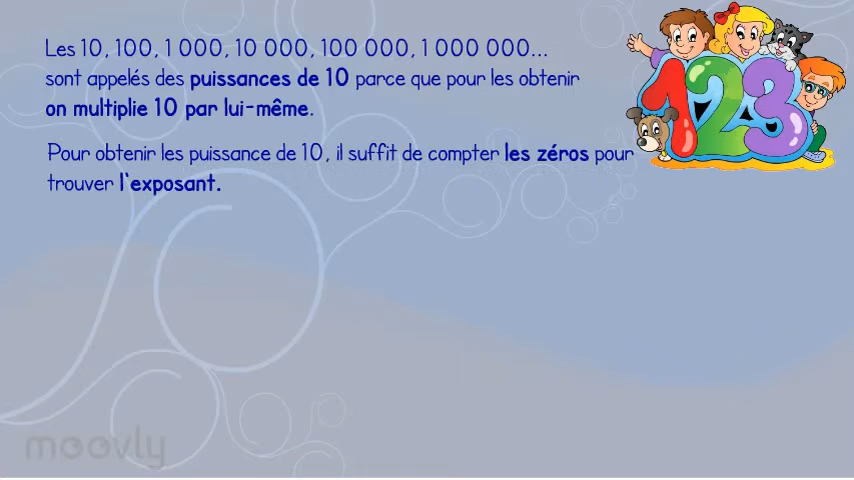 Les 10, 100, 1 000, 10 000, 100 000, 1 000 000...
sont appelés des puissances de 10 parce que pour les obtenir
on multiplie 10 par lui-même.
Pour obtenir les puissance de 10, il suffit de compter les zéros pour
trouver l'exposant.
123
moovly